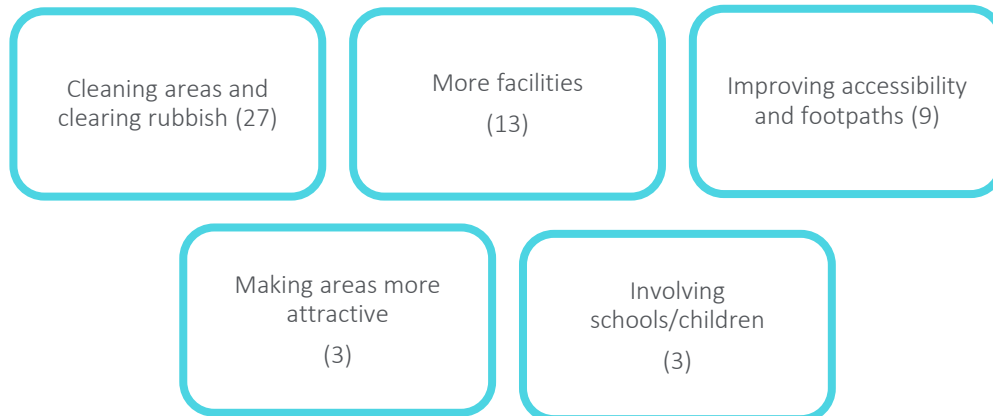 Cleaning areas and
clearing rubbish (27)
More facilities
(13)
Improving accessibility
and footpaths (9)
Making areas more
attractive
(3)
Involving
schools/children
(3)